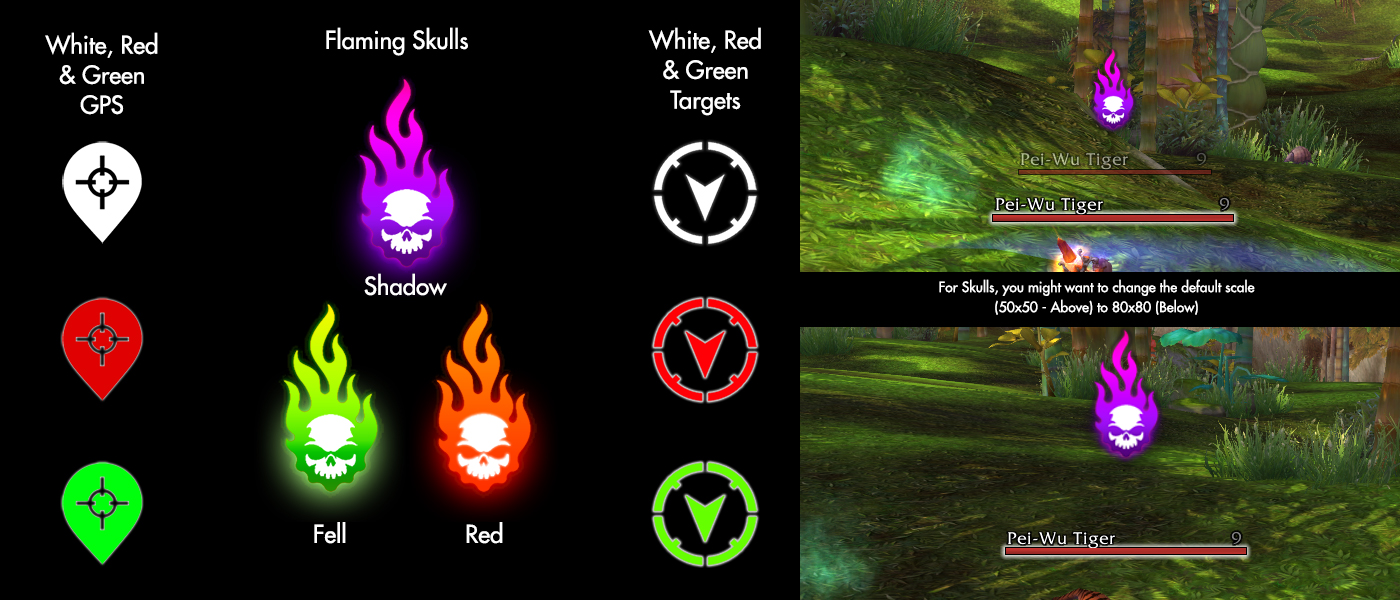 White, Red
& Green
GPS
Flaming Skulls
Shadow
Fell
Red
White, Red
& Green
Targets
Pei-Wu Tiger 9
Pei-Wu Tiger 9
For Skulls, you might want to change the default scale
(50x50 - Above) to 80x80 (Below)
Pei-Wu Tiger 9